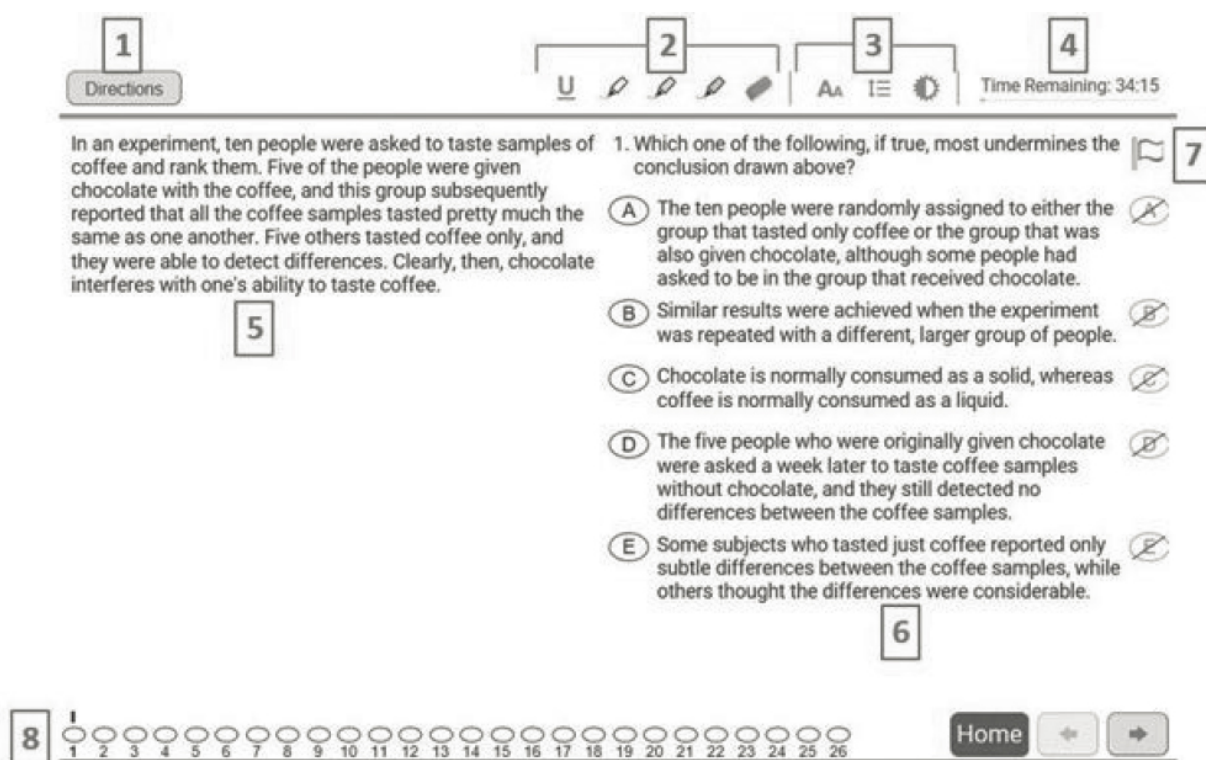 1
2
3
4
Directions
U
AA
Time Remaining: 34:15
In an experiment, ten people were asked to taste samples of
coffee and rank them. Five of the people were given
chocolate with the coffee, and this group subsequently
reported that all the coffee samples tasted pretty much the
same as one another. Five others tasted coffee only, and
they were able to detect differences. Clearly, then, chocolate
interferes with one's ability to taste coffee.
5
1. Which one of the following, if true, most undermines the
conclusion drawn above?
7
A The ten people were randomly assigned to either the A
group that tasted only coffee or the group that was
also given chocolate, although some people had
asked to be in the group that received chocolate.
B Similar results were achieved when the experiment B
was repeated with a different, larger group of people.
C Chocolate is normally consumed as a solid, whereas C
coffee is normally consumed as a liquid.
D The five people who were originally given chocolate D
were asked a week later to taste coffee samples
without chocolate, and they still detected no
differences between the coffee samples.
E Some subjects who tasted just coffee reported only E
subtle differences between the coffee samples, while
others thought the differences were considerable.
6
8
1 2 3 4 5 6 7 8 9 10 11 12 13 14 15 16 17 18 19 20 21 22 23 24 25 26
Home